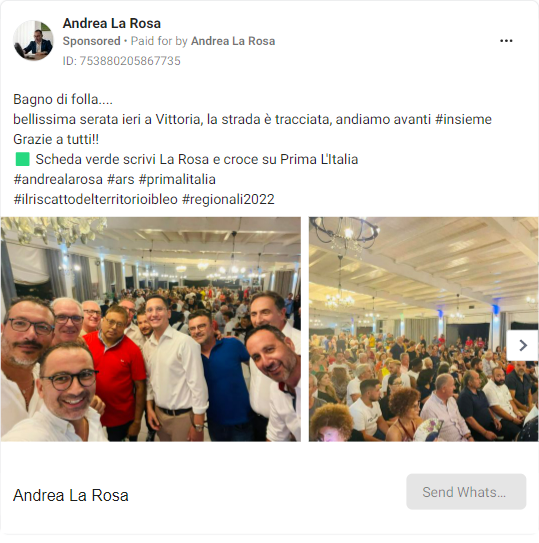 Andrea La Rosa
Sponsored • Paid for by Andrea La Rosa
ID: 753880205867735
Bagno di folla....
bellissima serata ieri a Vittoria, la strada è tracciata, andiamo avanti #insieme
Grazie a tutti!!
🟩 Scheda verde scrivi La Rosa e croce su Prima L'Italia
#andrealarosa #ars #primalitalia
#ilriscattodelterritorioibleo #regionali2022
Andrea La Rosa
Send Whats...